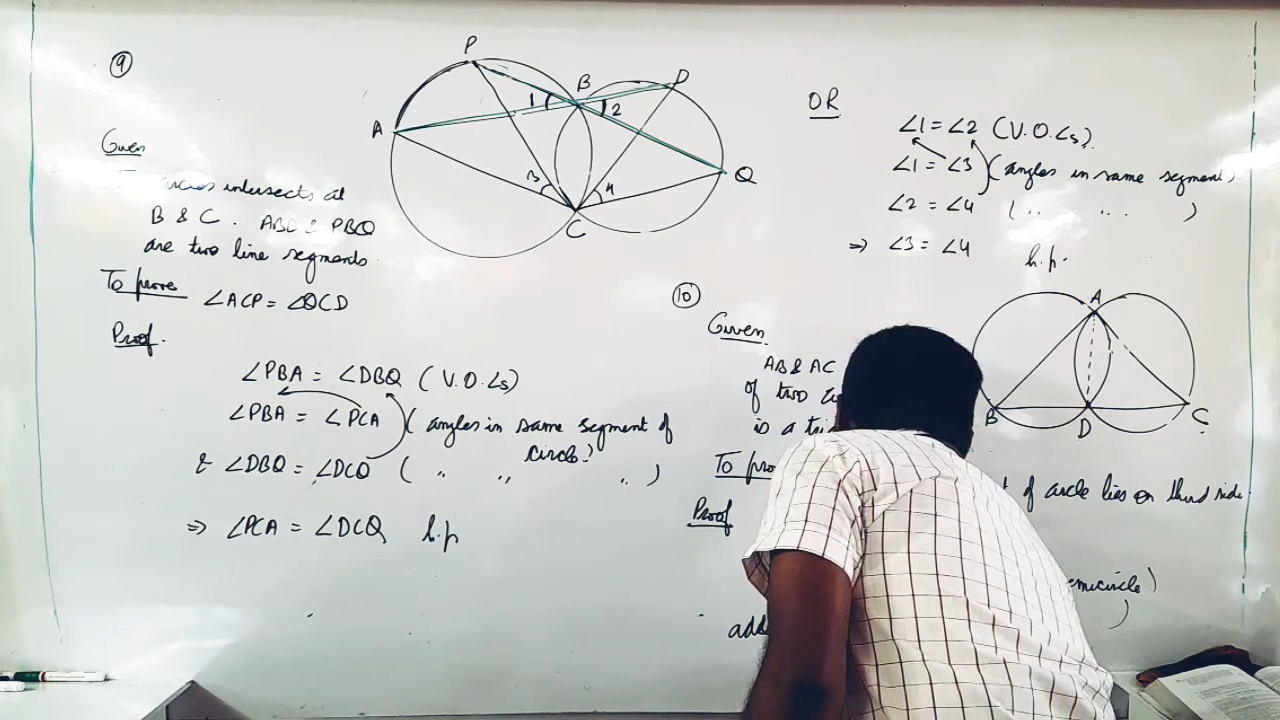 9
Given
circles intersects at
B & C. ABD & PBQ
are two line segments.
To prove
∠ACP = ∠QCD
Proof.
∠PBA = ∠DBQ ( V.O.∠s)
∠PBA = ∠PCA ( angles in same segment of
circle.)
& ∠DBQ = ∠DCQ ( " " " )
⇒ ∠PCA = ∠DCQ h.p
P
B
D
1
2
A
Q
3
4
C
OR
∠1 = ∠2 (V.O.∠s).
∠1 = ∠3 (angles in same segment)
∠2 = ∠4 ( " " )
⇒ ∠3 = ∠4 h.p.
10
Given
AB & AC
of two
is a
To
of circle lies on third side
Proof
)
)
A
B
D
C